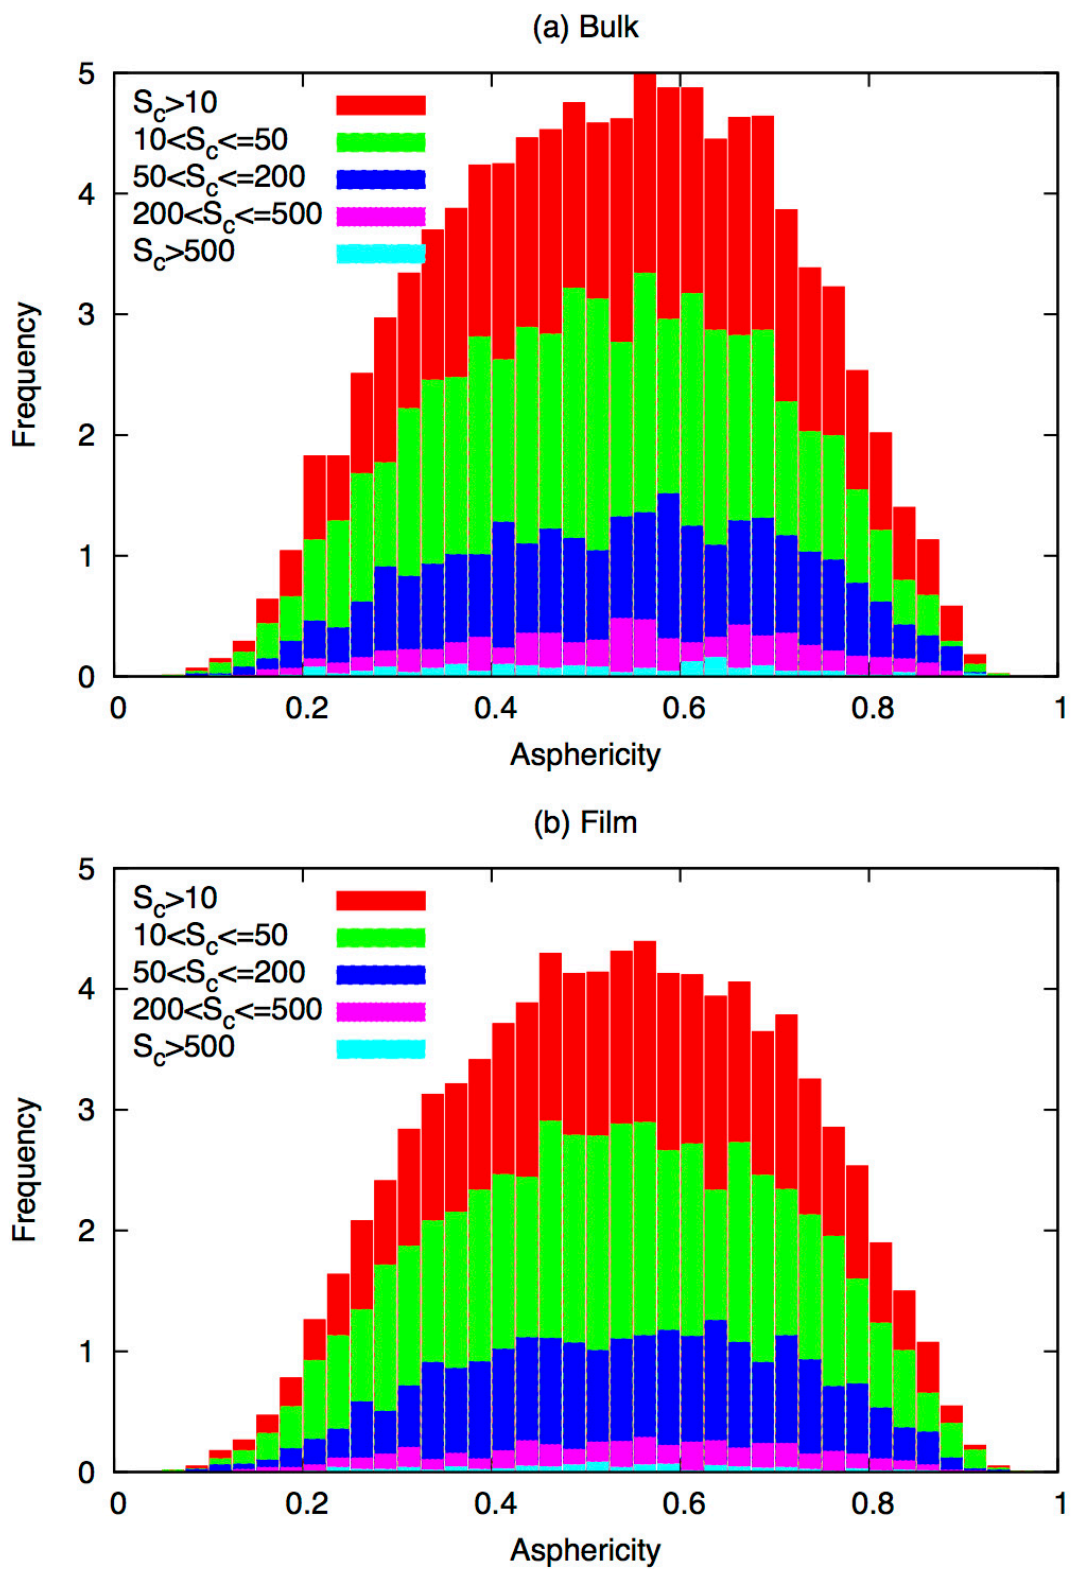 (a) Bulk
5
4
3
2
1
0
Frequency
Sc>10
10<Sc<=50
50<Sc<=200
200<Sc<=500
Sc>500
0 0.2 0.4 0.6 0.8 1
Asphericity
(b) Film
5
4
3
2
1
0
Frequency
Sc>10
10<Sc<=50
50<Sc<=200
200<Sc<=500
Sc>500
0 0.2 0.4 0.6 0.8 1
Asphericity